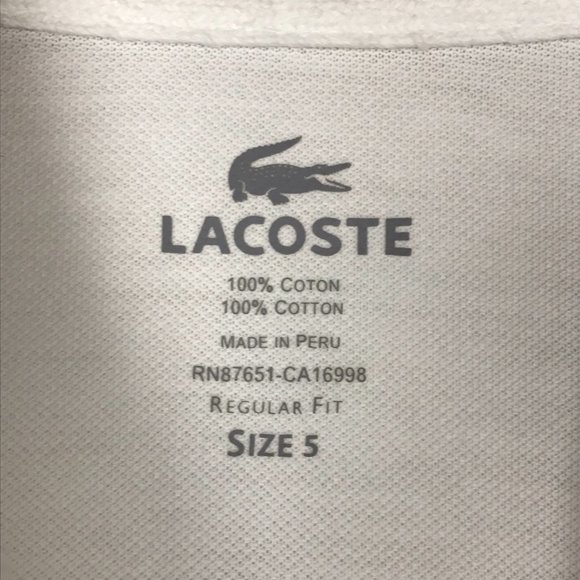 LACOSTE
100% COTON
100% COTTON
MADE IN PERU
RN87651-CA16998
REGULAR FIT
SIZE 5